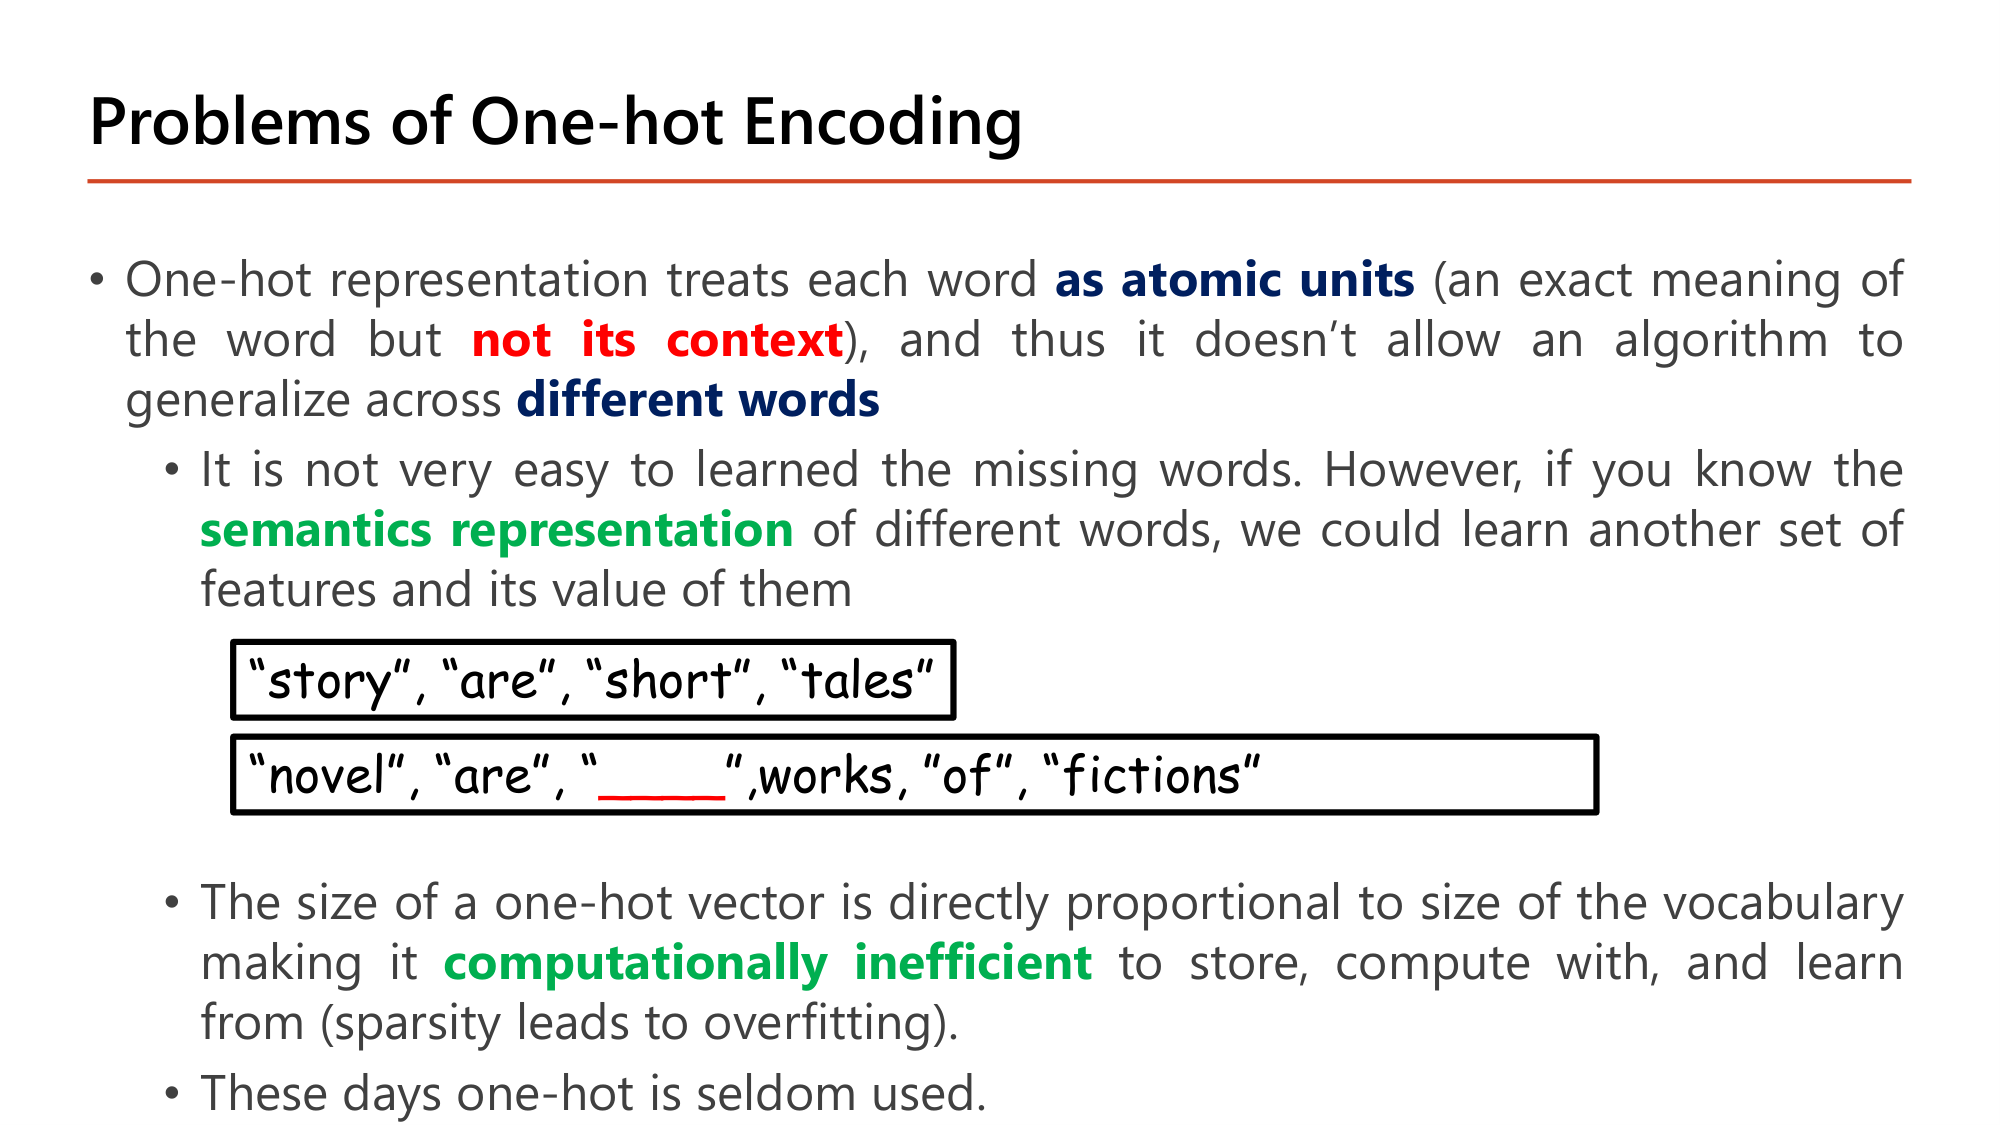 Problems of One-hot Encoding
• One-hot representation treats each word as atomic units (an exact meaning of
the word but not its context), and thus it doesn’t allow an algorithm to
generalize across different words
• It is not very easy to learned the missing words. However, if you know the
semantics representation of different words, we could learn another set of
features and its value of them
“story”, “are”, “short”, “tales”
“novel”, “are”, “____”,works, ”of”, “fictions”
• The size of a one-hot vector is directly proportional to size of the vocabulary
making it computationally inefficient to store, compute with, and learn
from (sparsity leads to overfitting).
• These days one-hot is seldom used.